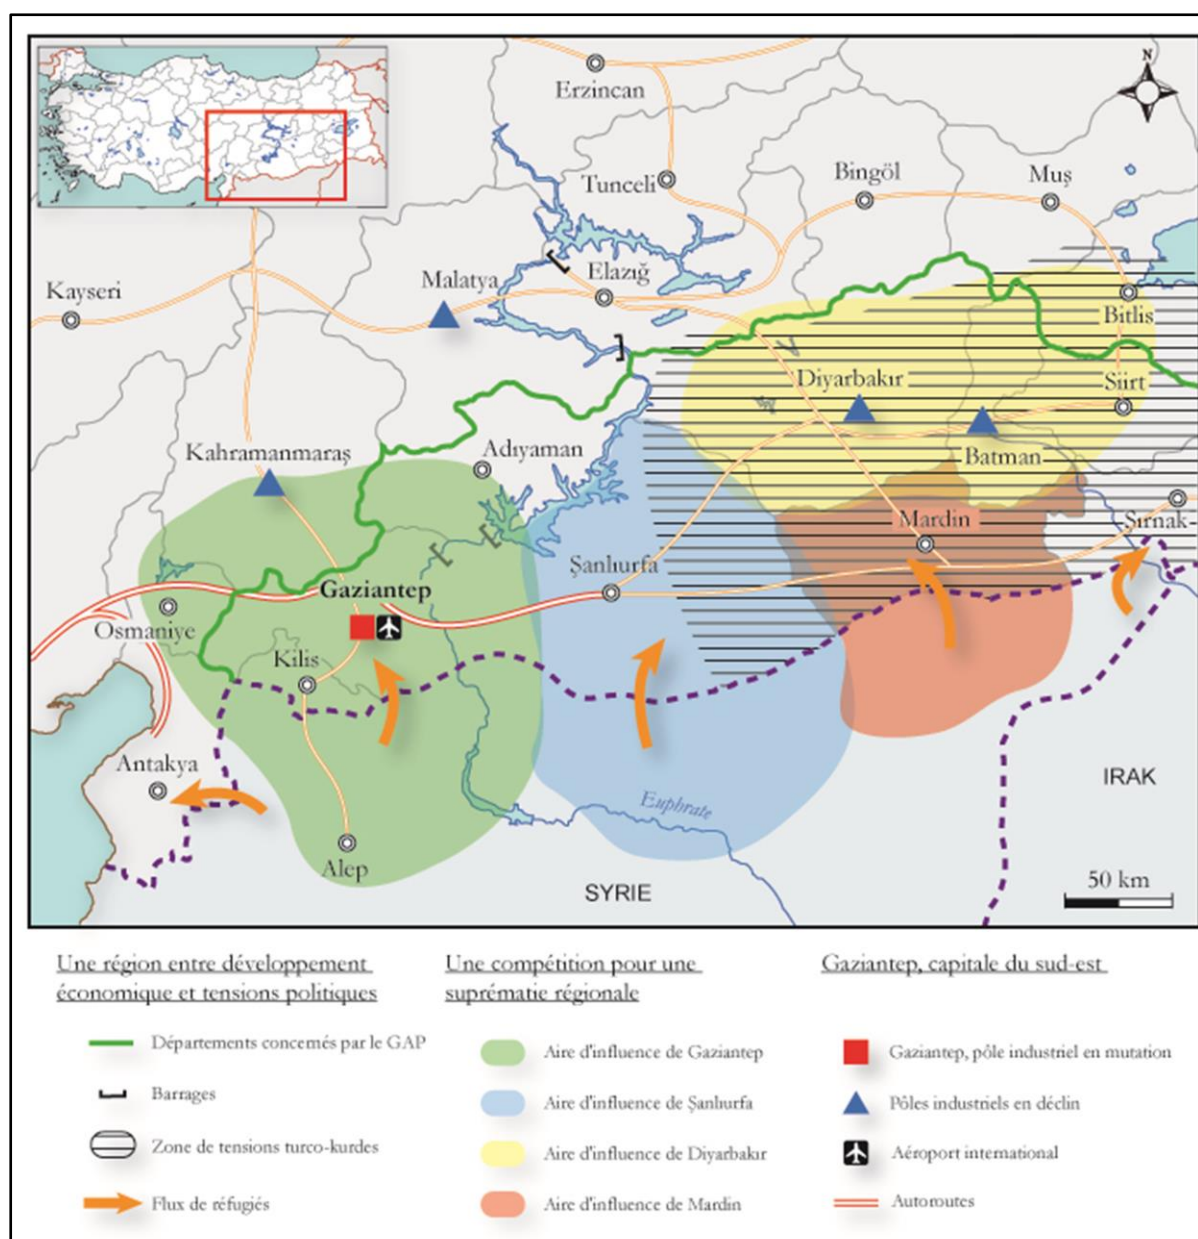 N
Erzincan
Tunceli
Bingöl
Muş
Kayseri
Malatya
Elazığ
Bitlis
Diyarbakır
Siirt
Kahramanmaraş
Adıyaman
Batman
Mardin
Şırnak
Gaziantep
Şanlıurfa
Osmaniye
Kilis
Antakya
IRAK
Euphrate
Alep
SYRIE
50 km
Une région entre développement
économique et tensions politiques
Départements concernés par le GAP
Barrages
Zone de tensions turco-kurdes
Flux de réfugiés
Une compétition pour une
suprématie régionale
Aire d'influence de Gaziantep
Aire d'influence de Şanlıurfa
Aire d'influence de Diyarbakır
Aire d'influence de Mardin
Gaziantep, capitale du sud-est
Gaziantep, pôle industriel en mutation
Pôles industriels en déclin
Aéroport international
Autoroutes